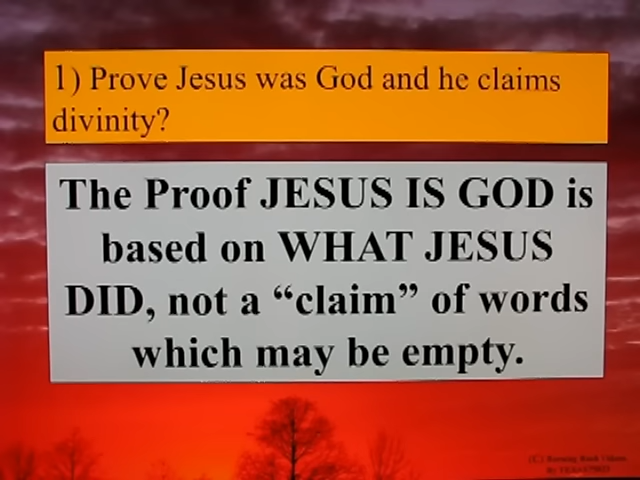 1) Prove Jesus was God and he claims
divinity?
The Proof JESUS IS GOD is
based on WHAT JESUS
DID, not a “claim” of words
which may be empty.